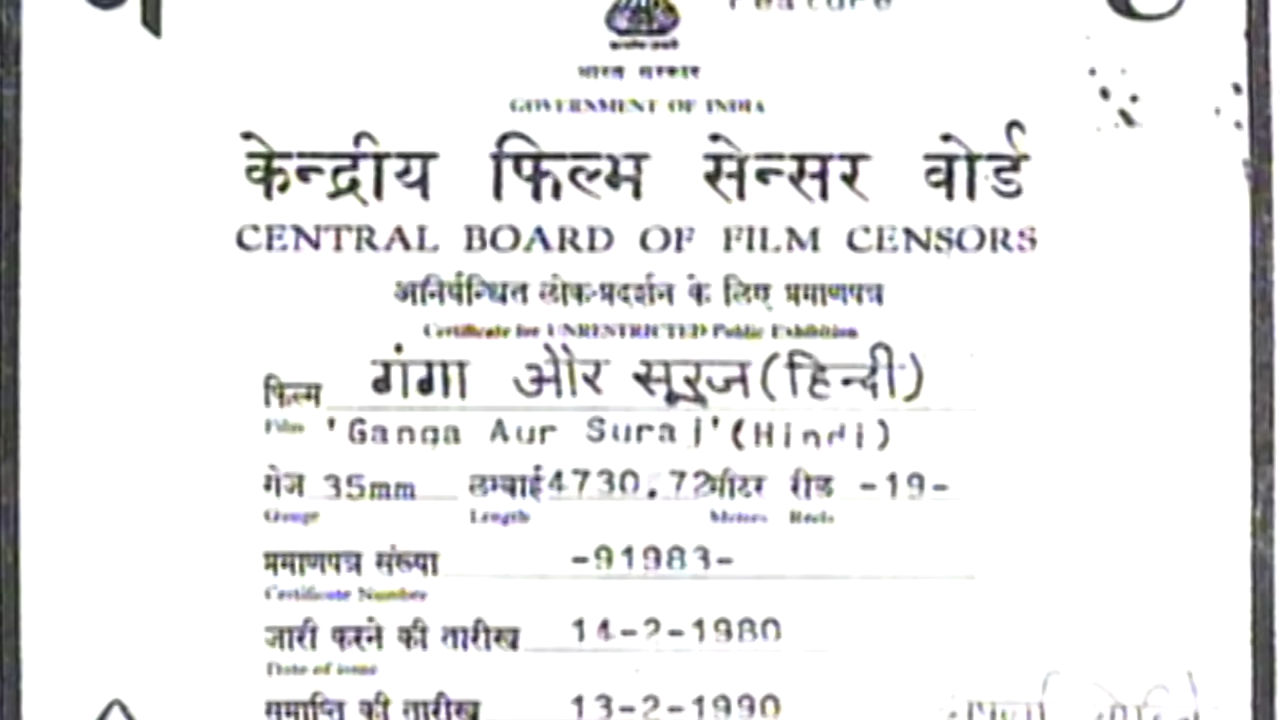 Feature
भारत सरकार
GOVERNMENT OF INDIA
केन्द्रीय फिल्म सेन्सर बोर्ड
CENTRAL BOARD OF FILM CENSORS
अनिर्बन्धित लोक-प्रदर्शन के लिए प्रमाणपत्र
Certificate for UNRESTRICTED Public Exhibition
फिल्म गंगा और सूरज (हिन्दी)
Film 'Ganga Aur Suraj' (Hindi)
गेज 35mm लम्बाई 4730.72 मीटर रील -19-
Gauge Length Metres Reels
प्रमाणपत्र संख्या -91983-
Certificate Number
जारी करने की तारीख 14-2-1980
Date of issue
समाप्ति की तारीख 13-2-1990